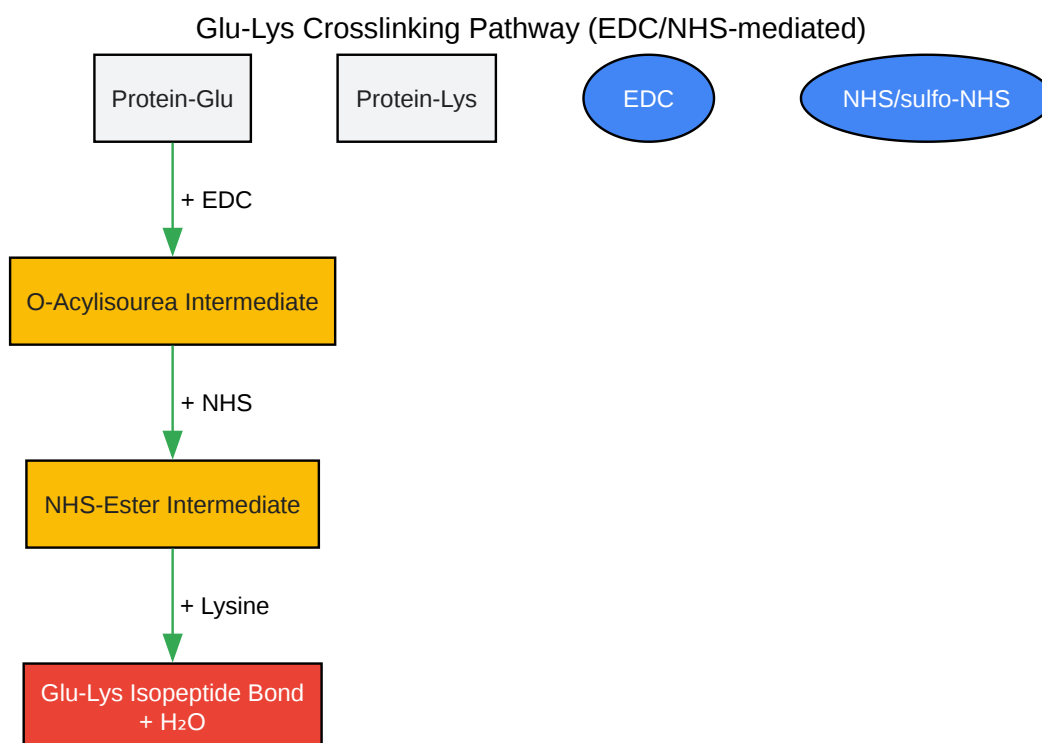 Glu-Lys Crosslinking Pathway (EDC/NHS-mediated)
Protein-Glu
Protein-Lys
EDC
NHS/sulfo-NHS
+ EDC
O-Acylisourea Intermediate
+ NHS
NHS-Ester Intermediate
+ Lysine
Glu-Lys Isopeptide Bond
+ H₂O